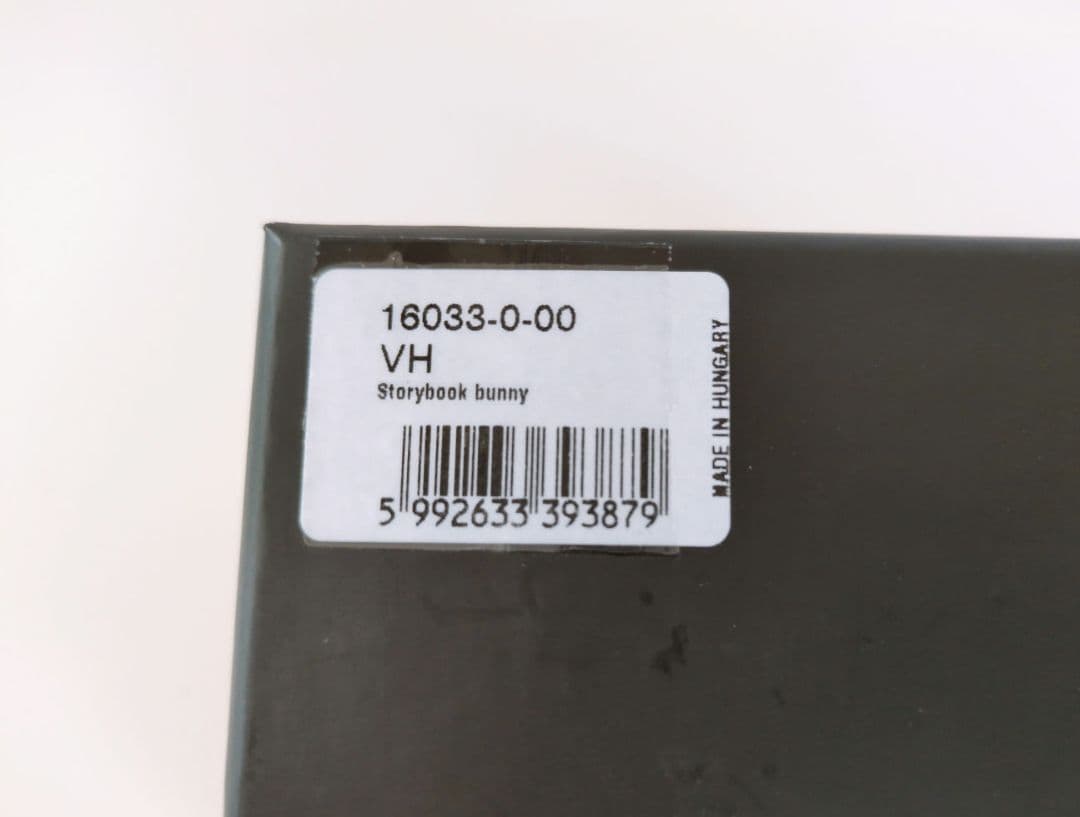 16033-0-00
VH
Storybook bunny
5 992633 393879
MADE IN HUNGARY